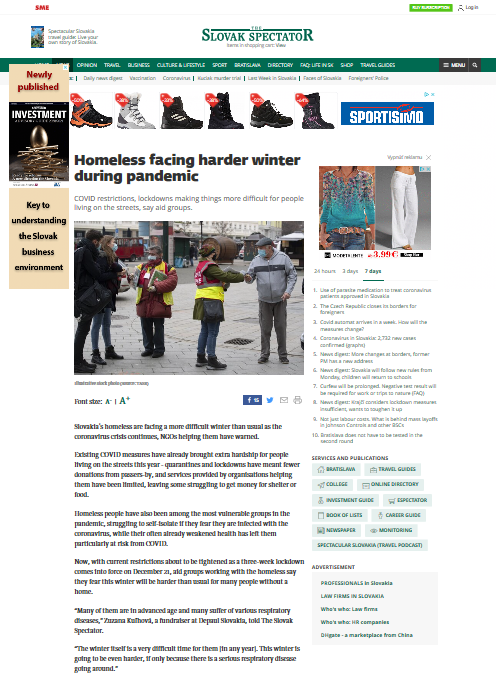 SME
BUY SUBSCRIPTION
Login
Spectacular Slovakia
travel guide: Live your
own story of Slovakia.
THE
SLOVAK SPECTATOR
Items in shopping cart: View
OPINION TRAVEL BUSINESS CULTURE & LIFESTYLE SPORT BRATISLAVA DIRECTORY FAQ: LIFE IN SK SHOP TRAVEL GUIDES
MENU
Daily news digest Vaccination Coronavirus Kuciak murder trial Last Week in Slovakia Faces of Slovakia Foreigners' Police
Newly
published
INVESTMENT
Key to
understanding
the Slovak
business
environment
SPORTISIMO
Homeless facing harder winter
during pandemic
COVID restrictions, lockdowns making things more difficult for people
living on the streets, say aid groups.
Font size: A- | A+
15
Slovakia's homeless are facing a more difficult winter than usual as the
coronavirus crisis continues, NGOs helping them have warned.
Existing COVID measures have already brought extra hardship for people
living on the streets this year - quarantines and lockdowns have meant fewer
donations from passers-by, and services provided by organisations helping
them have been limited, leaving some struggling to get money for shelter or
food.
Homeless people have also been among the most vulnerable groups in the
pandemic, struggling to self-isolate if they fear they are infected with the
coronavirus, while their often already weakened health has left them
particularly at risk from COVID.
Now, with current restrictions about to be tightened as a three-week lockdown
comes into force on December 21, aid groups working with the homeless say
they fear this winter will be harder than usual for many people without a
home.
"Many of them are in advanced age and many suffer of various respiratory
diseases," Zuzana Kuľhová, a fundraiser at Depaul Slovakia, told The Slovak
Spectator.
"The winter itself is a very difficult time for them [in any year]. This winter is
going to be even harder, if only because there is a serious respiratory disease
going around."
Vypnúť reklamu
3.99€
24 hours 3 days 7 days
1. Use of parasite medication to treat coronavirus
patients approved in Slovakia
2. The Czech Republic closes its borders for
foreigners
3. Covid automat arrives in a week. How will the
measures change?
4. Coronavirus in Slovakia: 2,732 new cases
confirmed (graphs)
5. News digest: More changes at borders, former
PM has a new address
6. News digest: Slovakia will follow new rules from
Monday, children will return to schools
7. Curfew will be prolonged. Negative test result will
be required for work or trips to nature (FAQ)
8. News digest: Krajčí considers lockdown measures
insufficient, wants to toughen it up
9. Not just labour costs. What is behind mass layoffs
in Johnson Controls and other BSCs
10. Bratislava does not have to be tested in the
second round
SERVICES AND PUBLICATIONS
BRATISLAVA
TRAVEL GUIDES
COLLEGE
ONLINE DIRECTORY
INVESTMENT GUIDE
ESPECTATOR
BOOK OF LISTS
CAREER GUIDE
NEWSPAPER
MONITORING
SPECTACULAR SLOVAKIA (TRAVEL PODCAST)
ADVERTISEMENT
PROFESSIONALS in Slovakia
LAW FIRMS IN SLOVAKIA
Who's who: Law firms
Who's who: HR companies
DHgate - a marketplace from China